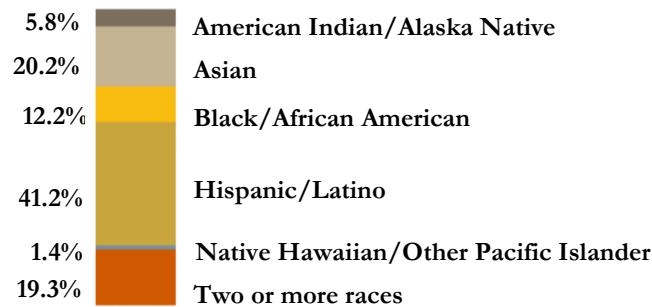 5.8% American Indian/Alaska Native
20.2% Asian
12.2% Black/African American
41.2% Hispanic/Latino
1.4% Native Hawaiian/Other Pacific Islander
19.3% Two or more races